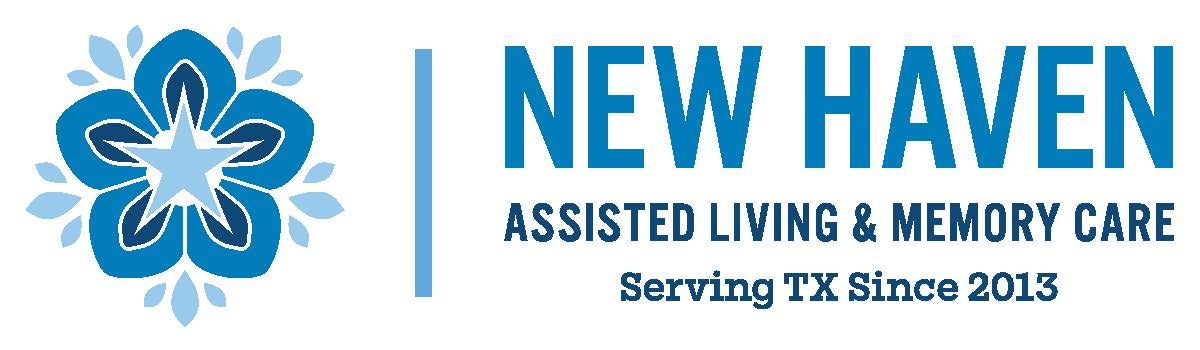 NEW HAVEN
ASSISTED LIVING & MEMORY CARE
Serving TX Since 2013